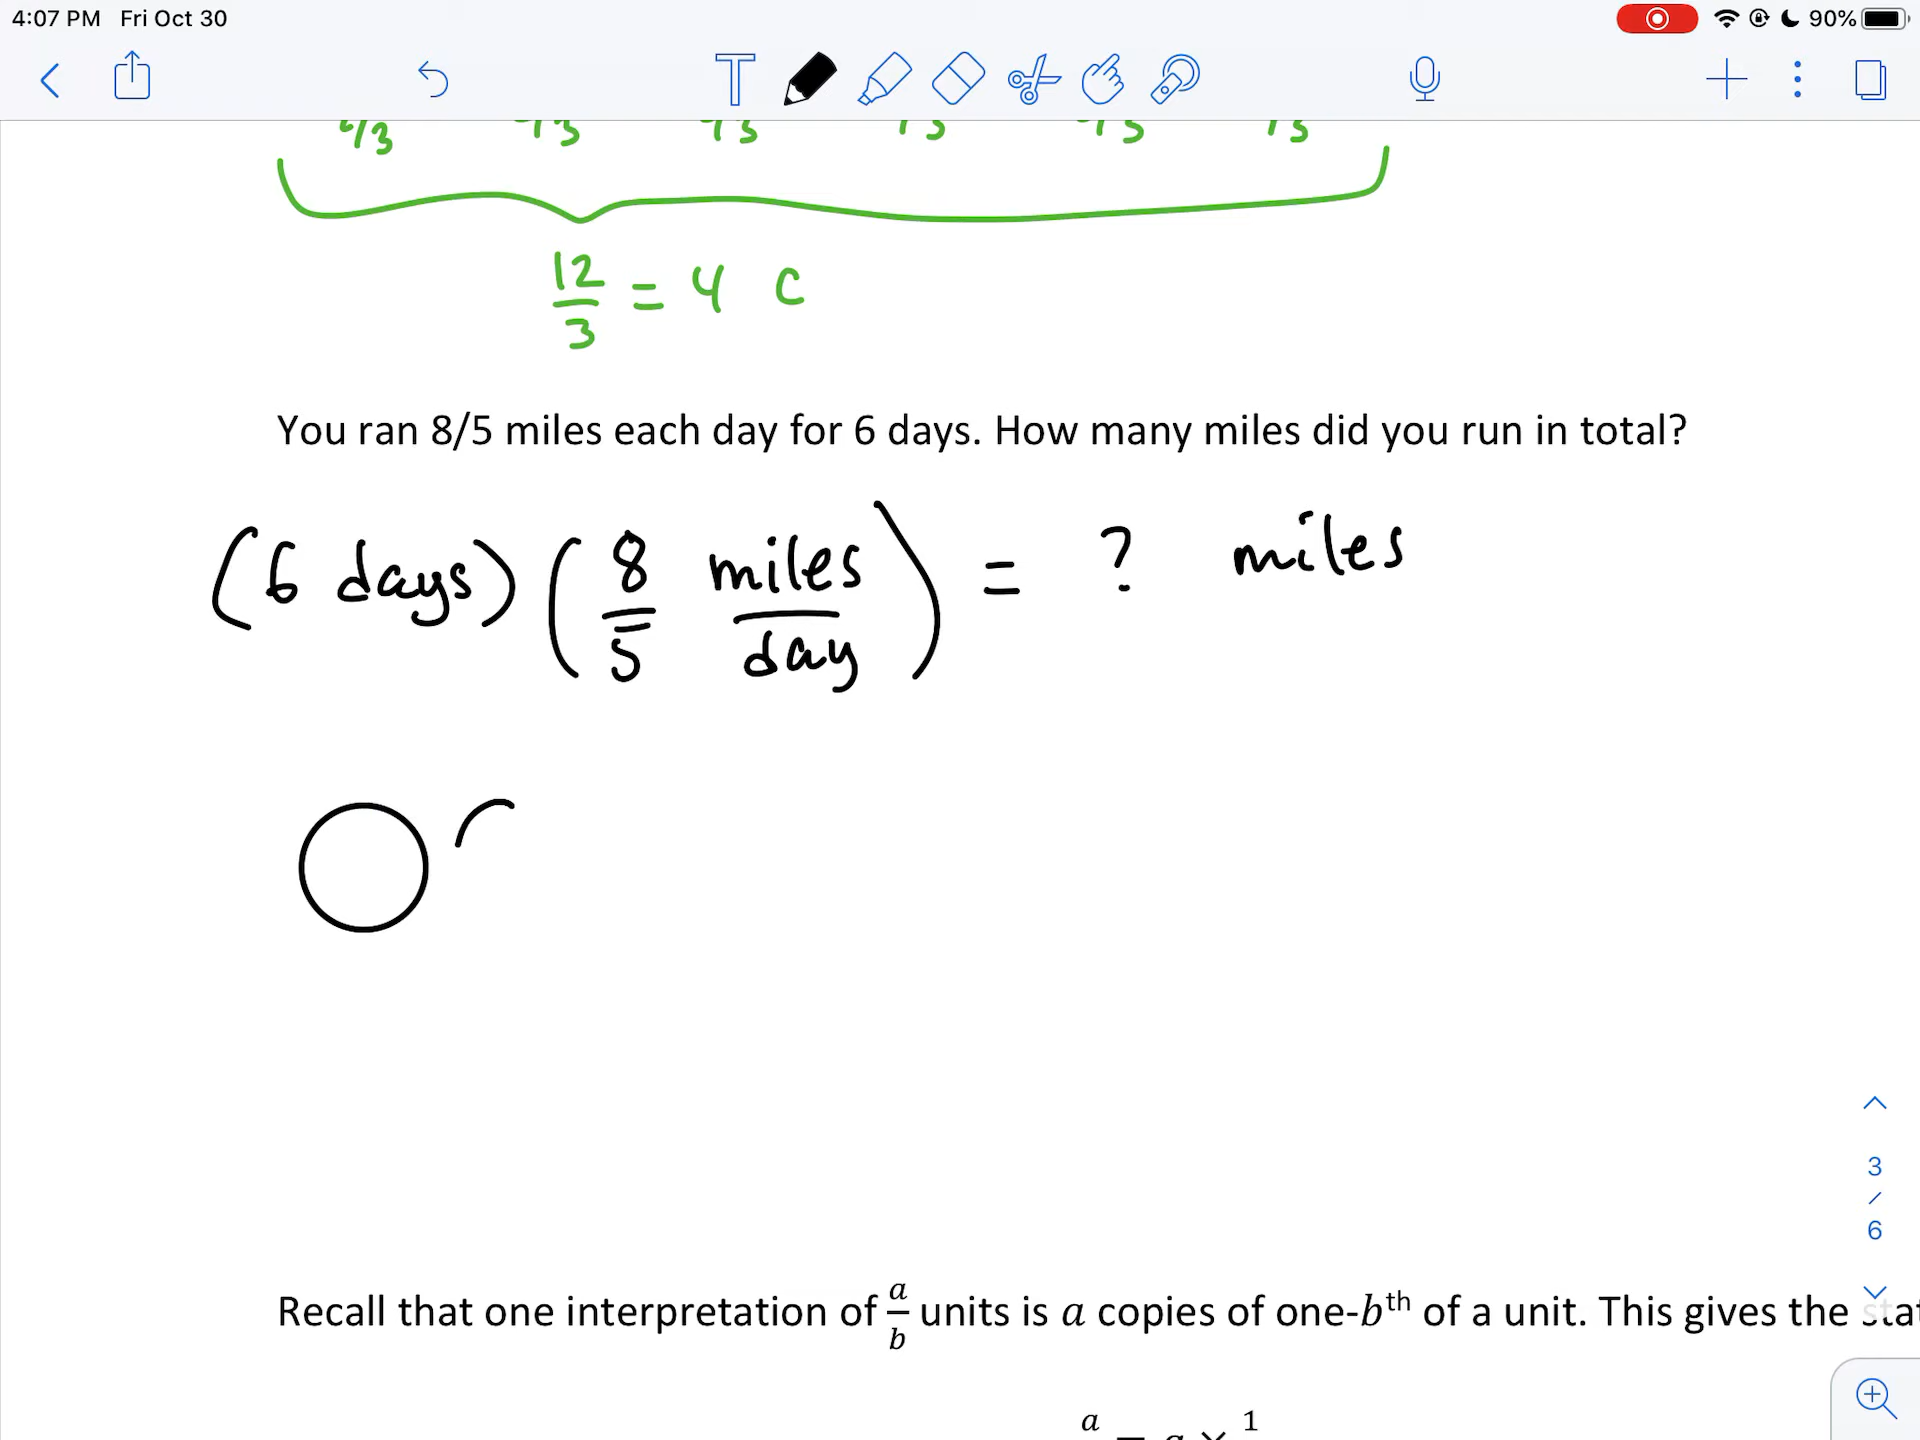 4:07 PM Fri Oct 30 90%
12/3 = 4 c
You ran 8/5 miles each day for 6 days. How many miles did you run in total?
(6 days) (8/5 miles/day) = ? miles
3
/
6
Recall that one interpretation of a/b units is a copies of one-bth of a unit. This gives the